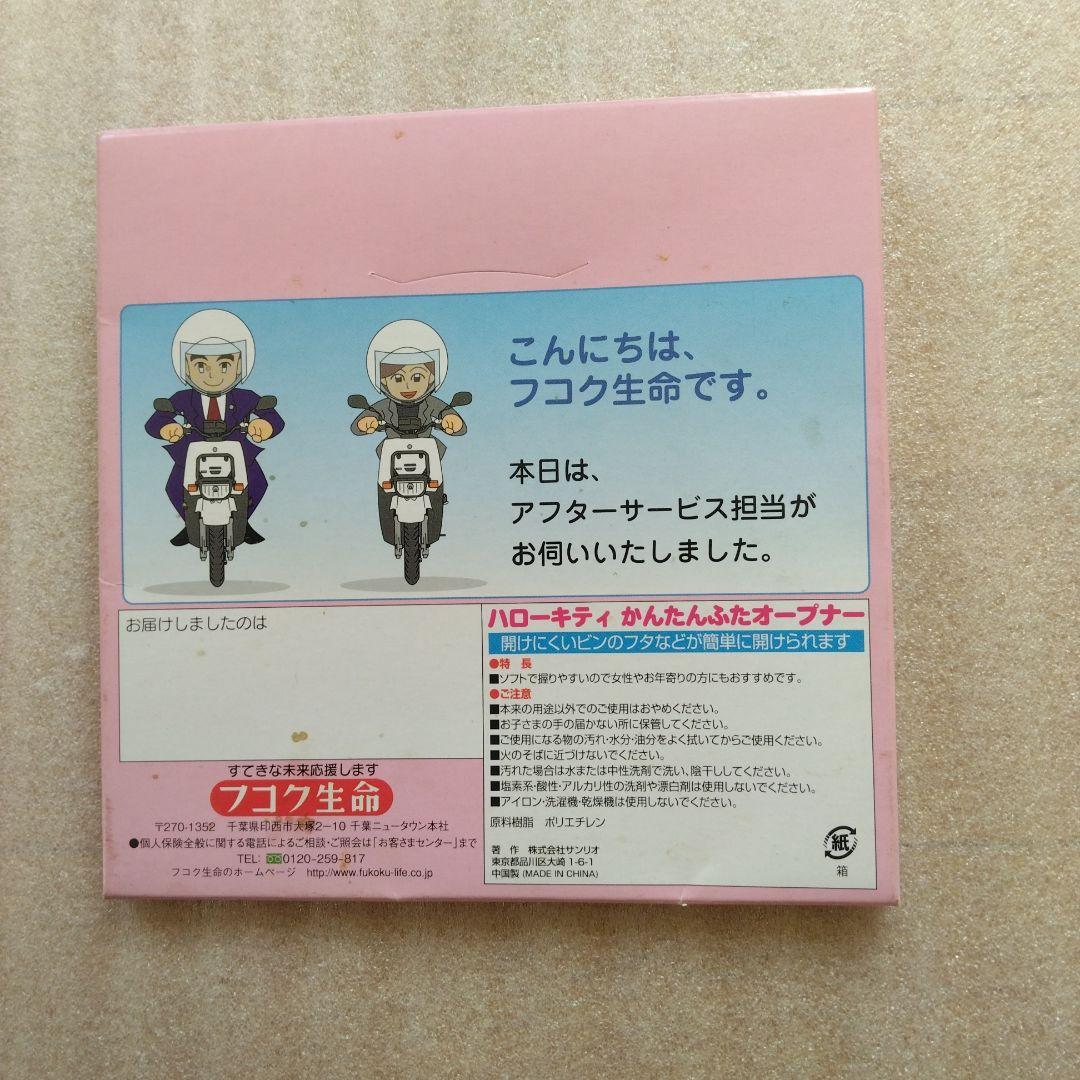 こんにちは、
フコク生命です。
本日は、
アフターサービス担当が
お伺いいたしました。
お届けしましたのは
すてきな未来応援します
フコク生命
〒270-1352 千葉県印西市大塚2-10 千葉ニュータウン本社
●個人保険全般に関する電話によるご相談・ご照会は「お客さまセンター」まで
TEL: 0120-259-817
フコク生命のホームページ http://www.fukoku-life.co.jp
ハローキティ かんたんふたオープナー
開けにくいビンのフタなどが簡単に開けられます
●特 長
■ソフトで握りやすいので女性やお年寄りの方にもおすすめです。
●ご注意
■本来の用途以外でのご使用はおやめください。
■お子さまの手の届かない所に保管してください。
■ご使用になる物の汚れ・水分・油分をよく拭いてからご使用ください。
■火のそばに近づけないでください。
■汚れた場合は水または中性洗剤で洗い、陰干ししてください。
■塩素系・酸性・アルカリ性の洗剤や漂白剤は使用しないでください。
■アイロン・洗濯機・乾燥機は使用しないでください。
原料樹脂 ポリエチレン
著 作 株式会社サンリオ
東京都品川区大崎 1-6-1
中国製 (MADE IN CHINA)
紙
箱